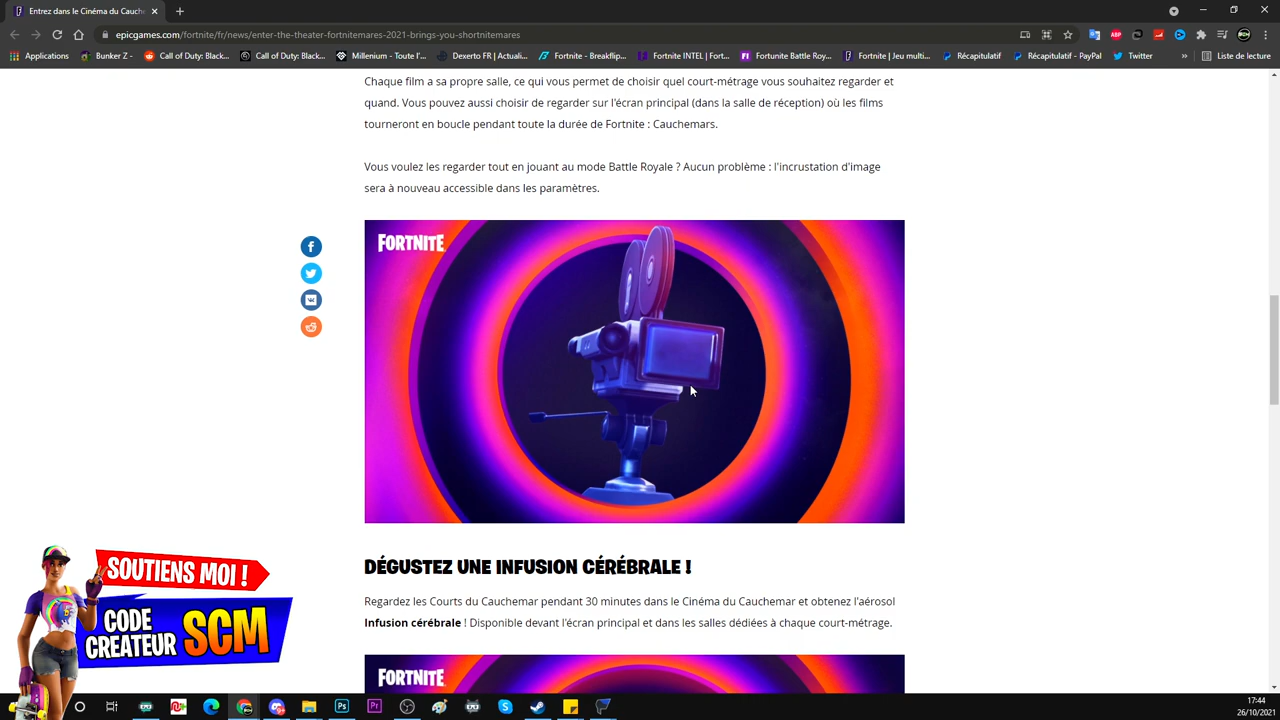 Entrez dans le Cinéma du Cauch
epicgames.com/fortnite/fr/news/enter-the-theater-fortnitemares-2021-brings-you-shortnitemares
Applications
Bunker Z -
Call of Duty: Black...
Call of Duty: Black...
Millenium - Toute l'...
Dexerto FR | Actuali...
Fortnite - Breakflip...
Fortnite INTEL | Fort...
Fortunite Battle Roy...
Fortnite | Jeu multi...
Récapitulatif
Récapitulatif - PayPal
Twitter
»
Liste de lecture
Chaque film a sa propre salle, ce qui vous permet de choisir quel court-métrage vous souhaitez regarder et
quand. Vous pouvez aussi choisir de regarder sur l'écran principal (dans la salle de réception) où les films
tourneront en boucle pendant toute la durée de Fortnite : Cauchemars.
Vous voulez les regarder tout en jouant au mode Battle Royale ? Aucun problème : l'incrustation d'image
sera à nouveau accessible dans les paramètres.
FORTNITE
DÉGUSTEZ UNE INFUSION CÉRÉBRALE !
Regardez les Courts du Cauchemar pendant 30 minutes dans le Cinéma du Cauchemar et obtenez l'aérosol
Infusion cérébrale ! Disponible devant l'écran principal et dans les salles dédiées à chaque court-métrage.
FORTNITE
SOUTIENS MOI !
CODE
CREATEUR SCM
17:44
26/10/2021